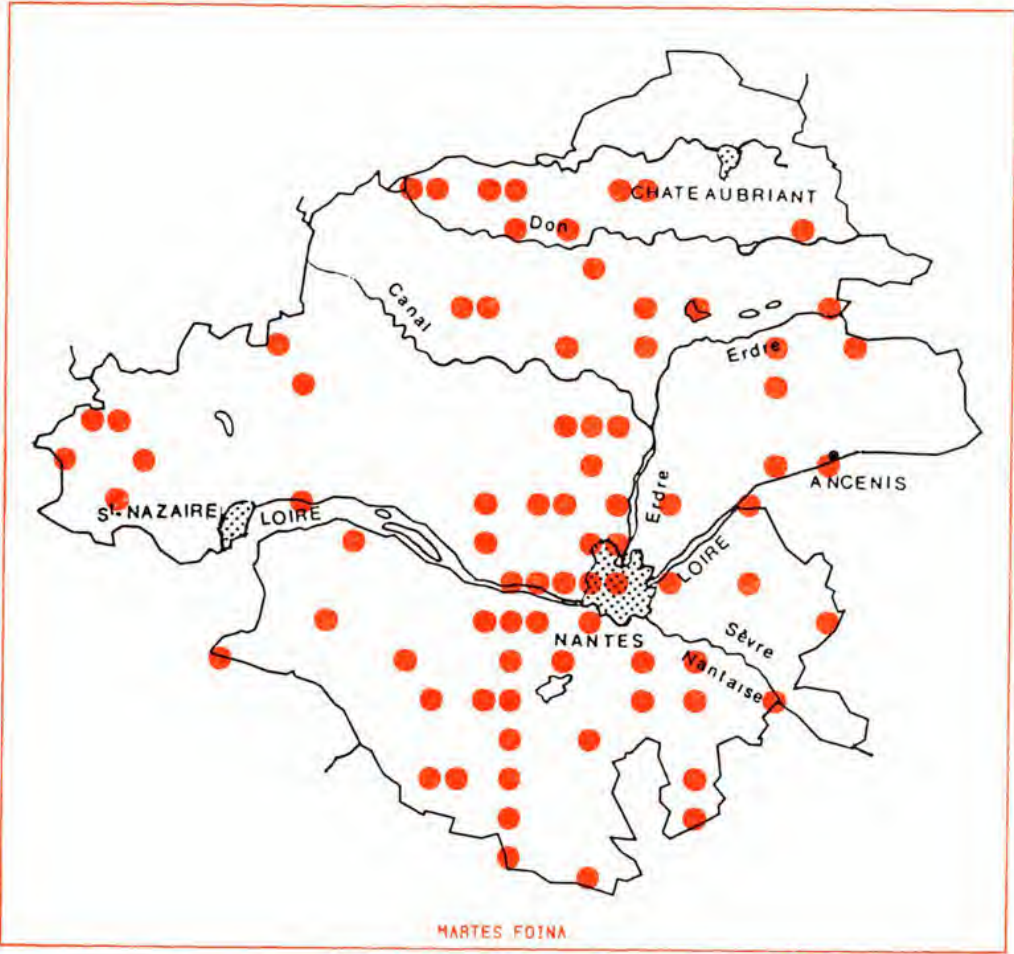 CHATEAUBRIANT
Don
Canal
Erdre
ANCENIS
St. NAZAIRE
LOIRE
Erdre
LOIRE
NANTES
Sèvre
Nantaise
MARTES FOINA